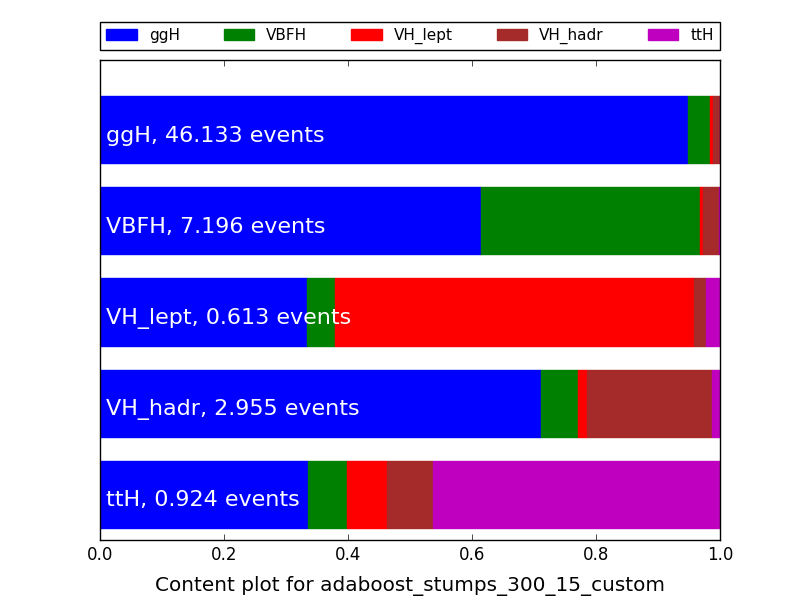 ggH VBFH VH_lept VH_hadr ttH
ggH, 46.133 events
VBFH, 7.196 events
VH_lept, 0.613 events
VH_hadr, 2.955 events
ttH, 0.924 events
0.0 0.2 0.4 0.6 0.8 1.0
Content plot for adaboost_stumps_300_15_custom